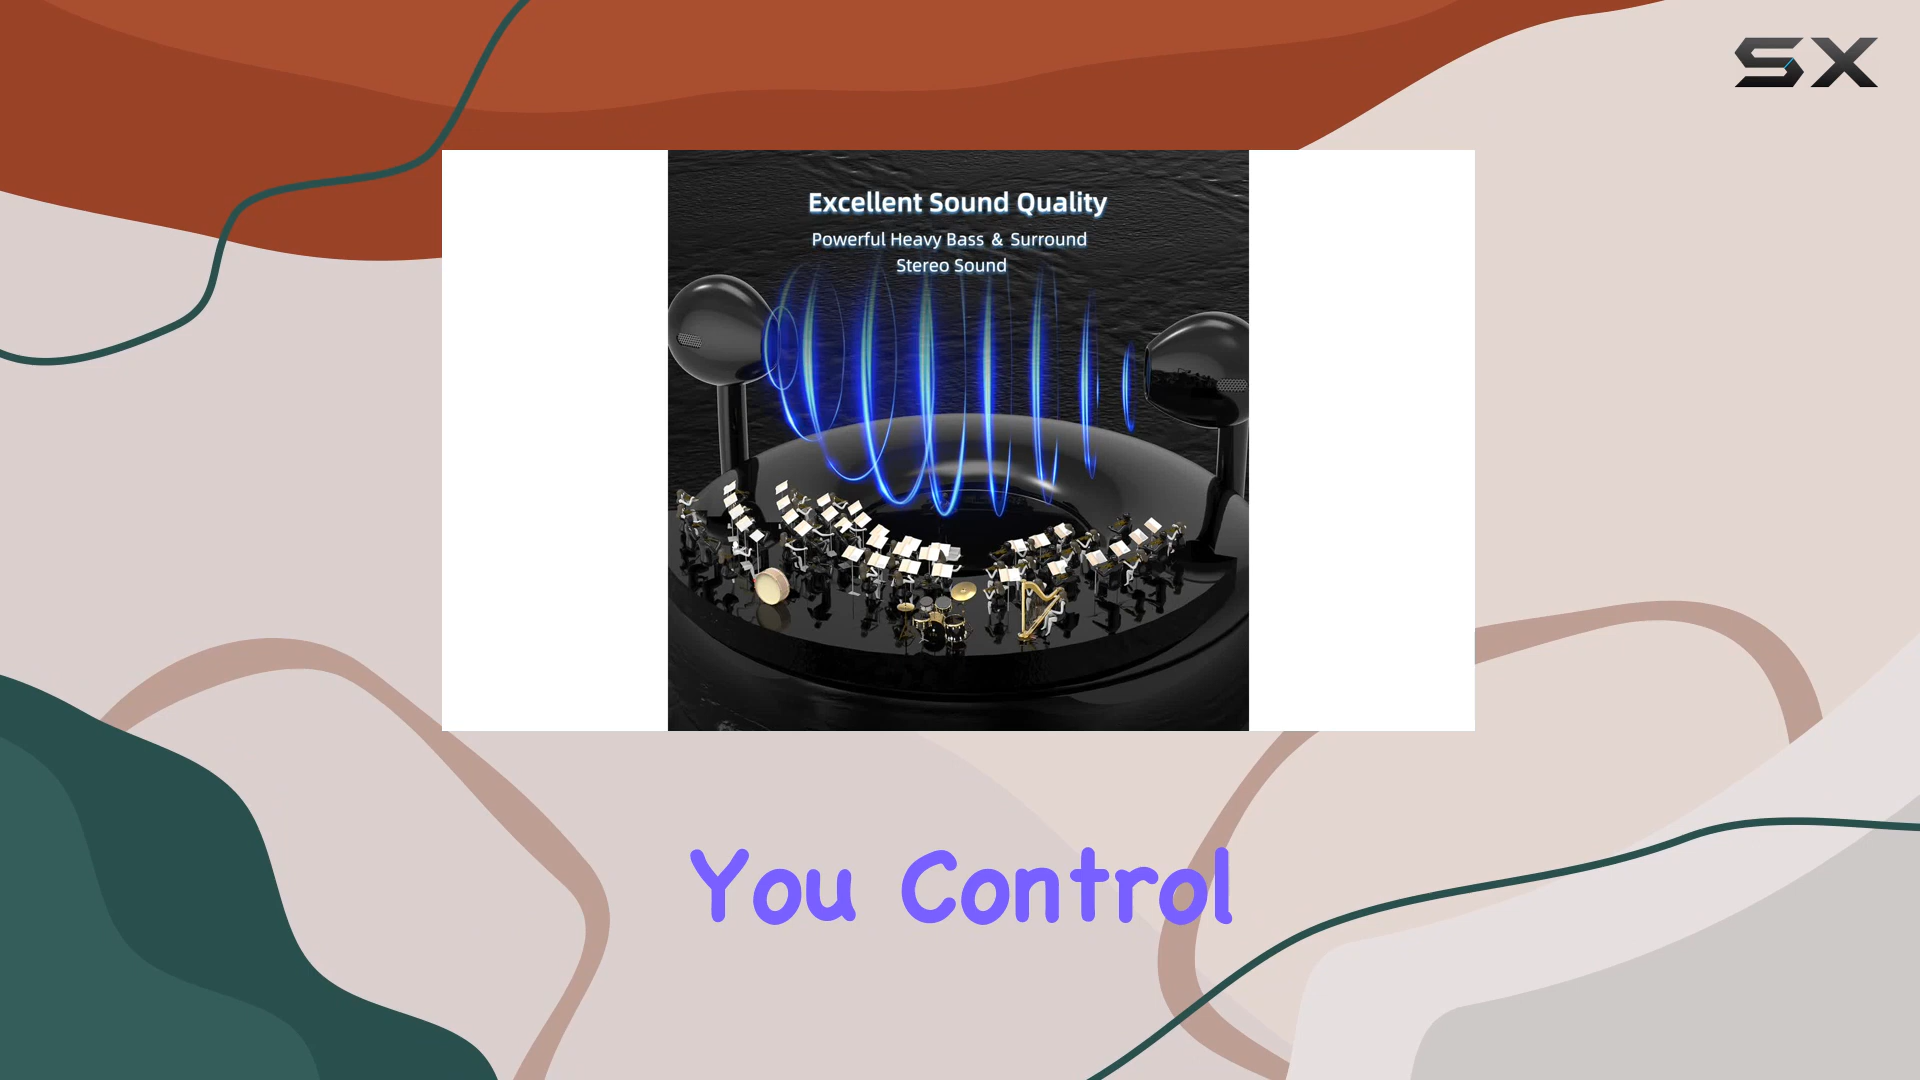 SX
Excellent Sound Quality
Powerful Heavy Bass & Surround
Stereo Sound
You Control